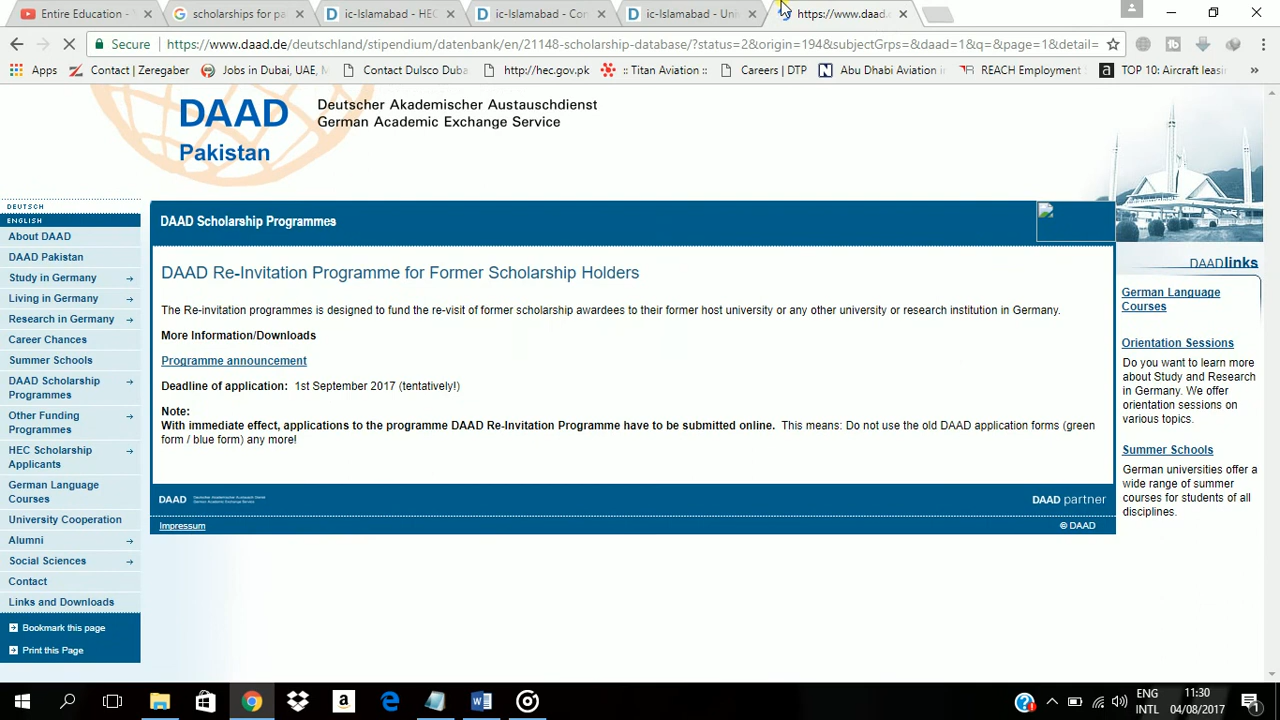 Entire Education -
scholarships for pa
ic-Islamabad - HEC
ic-Islamabad - Con
ic-Islamabad - Uni
https://www.daad.
Secure
https://www.daad.de/deutschland/stipendium/datenbank/en/21148-scholarship-database/?status=2&origin=194&subjectGrps=&daad=1&q=&page=1&detail=
Apps
Contact | Zeregaber
Jobs in Dubai, UAE, M
Contact Dulsco Duba
http://hec.gov.pk
:: Titan Aviation ::
Careers | DTP
Abu Dhabi Aviation
REACH Employment
TOP 10: Aircraft leasi
»
DAAD
Deutscher Akademischer Austauschdienst
German Academic Exchange Service
Pakistan
DEUTSCH
ENGLISH
About DAAD
DAAD Pakistan
Study in Germany
Living in Germany
Research in Germany
Career Chances
Summer Schools
DAAD Scholarship
Programmes
Other Funding
Programmes
HEC Scholarship
Applicants
German Language
Courses
University Cooperation
Alumni
Social Sciences
Contact
Links and Downloads
Bookmark this page
Print this Page
DAAD Scholarship Programmes
DAAD Re-Invitation Programme for Former Scholarship Holders
The Re-invitation programmes is designed to fund the re-visit of former scholarship awardees to their former host university or any other university or research institution in Germany.
More Information/Downloads
Programme announcement
Deadline of application: 1st September 2017 (tentatively!)
Note:
With immediate effect, applications to the programme DAAD Re-Invitation Programme have to be submitted online. This means: Do not use the old DAAD application forms (green
form / blue form) any more!
DAAD
Deutscher Akademischer Austausch Dienst
German Academic Exchange Service
DAAD partner
Impressum
© DAAD
DAADlinks
German Language
Courses
Orientation Sessions
Do you want to learn more
about Study and Research
in Germany. We offer
orientation sessions on
various topics.
Summer Schools
German universities offer a
wide range of summer
courses for students of all
disciplines.
ENG
INTL
11:30
04/08/2017
1